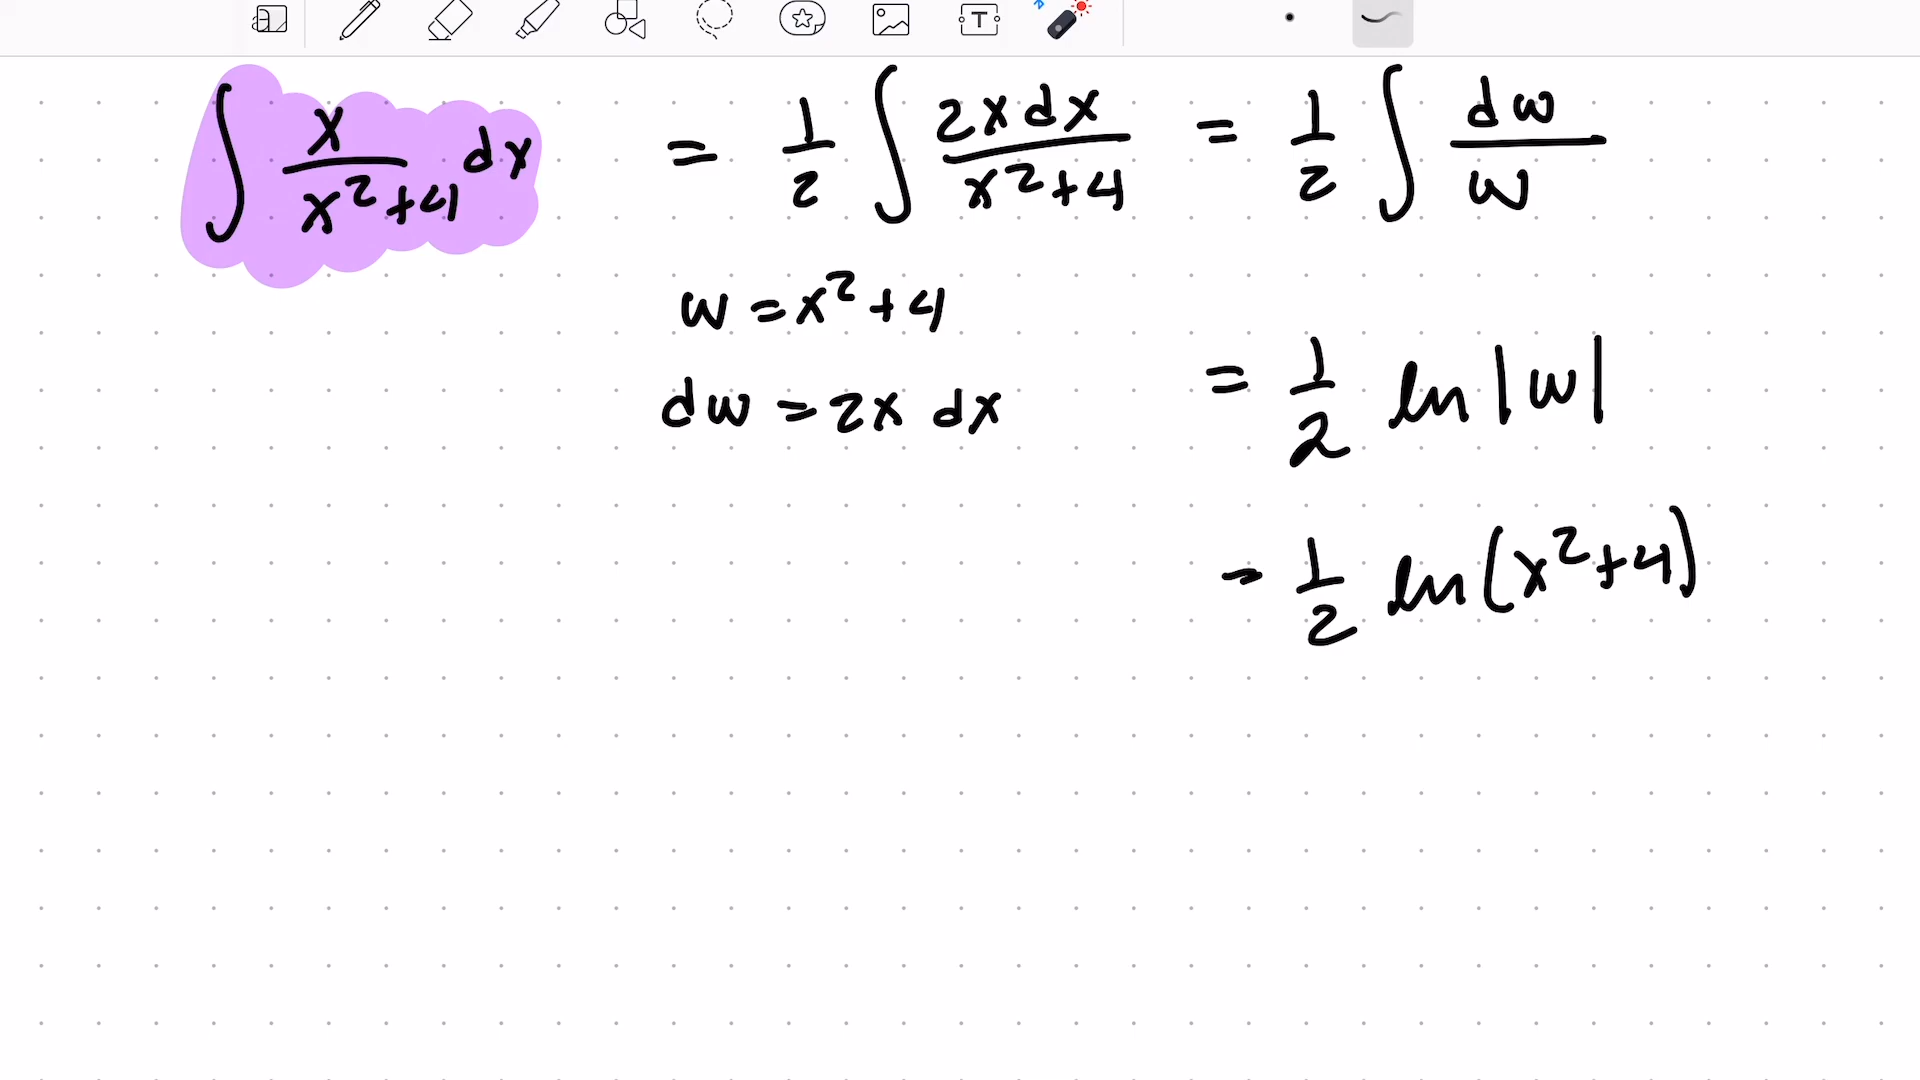 ∫ x/(x²+4) dx = 1/2 ∫ 2x dx/(x²+4) = 1/2 ∫ dw/w
w = x²+4
dw = 2x dx
= 1/2 ln|w|
= 1/2 ln(x²+4)